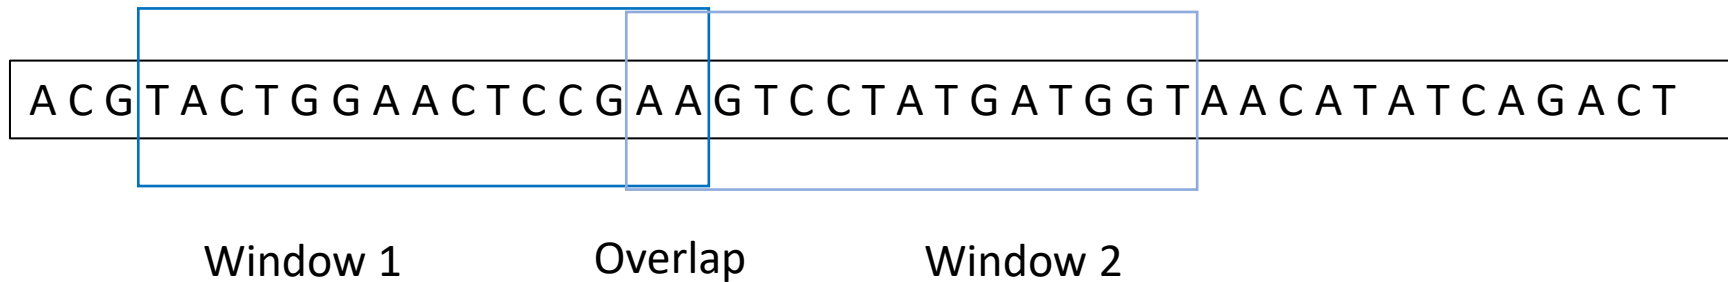 A C G T A C T G G A A C T C C G A A G T C C T A T G A T G G T A A C A T A T C A G A C T
Window 1 Overlap Window 2